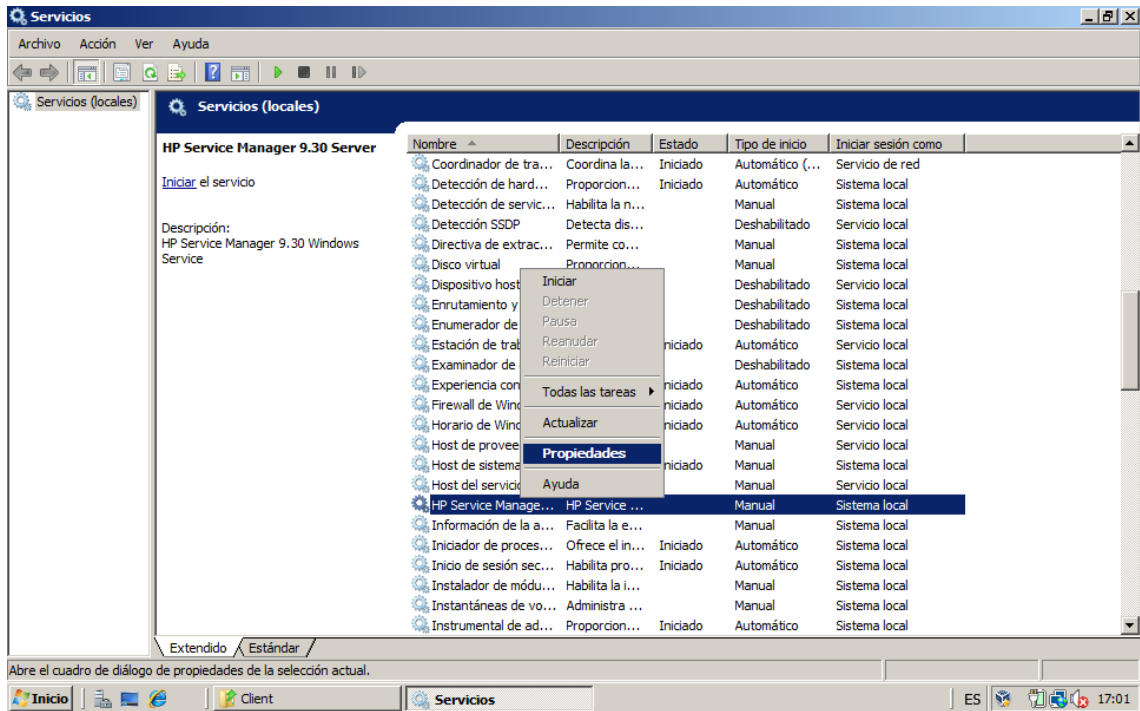 Servicios
Archivo Acción Ver Ayuda
Servicios (locales)
Servicios (locales)
HP Service Manager 9.30 Server
Iniciar el servicio
Descripción:
HP Service Manager 9.30 Windows
Service
Nombre Descripción Estado Tipo de inicio Iniciar sesión como
Coordinador de tra... Coordina la... Iniciado Automático (... Servicio de red
Detección de hard... Proporcion... Iniciado Automático Sistema local
Detección de servic... Habilita la n... Manual Sistema local
Detección SSDP Detecta dis... Deshabilitado Servicio local
Directiva de extrac... Permite co... Manual Sistema local
Disco virtual Proporcion... Manual Sistema local
Dispositivo host Deshabilitado Servicio local
Enrutamiento y Deshabilitado Sistema local
Enumerador de Deshabilitado Sistema local
Estación de trab niciado Automático Servicio local
Examinador de Deshabilitado Sistema local
Experiencia con niciado Automático Sistema local
Firewall de Wind niciado Automático Servicio local
Horario de Wind niciado Automático Servicio local
Host de provee Manual Servicio local
Host de sistema niciado Manual Sistema local
Host del servicio Manual Servicio local
HP Service Manage... HP Service ... Manual Sistema local
Información de la a... Facilita la e... Manual Sistema local
Iniciador de proces... Ofrece el in... Iniciado Automático Sistema local
Inicio de sesión sec... Habilita pro... Iniciado Automático Sistema local
Instalador de módu... Habilita la i... Manual Sistema local
Instantáneas de vo... Administra ... Manual Sistema local
Instrumental de ad... Proporcion... Iniciado Automático Sistema local
Iniciar
Detener
Pausa
Reanudar
Reiniciar
Todas las tareas
Actualizar
Propiedades
Ayuda
Extendido Estándar
Abre el cuadro de diálogo de propiedades de la selección actual.
Inicio Client Servicios ES 17:01